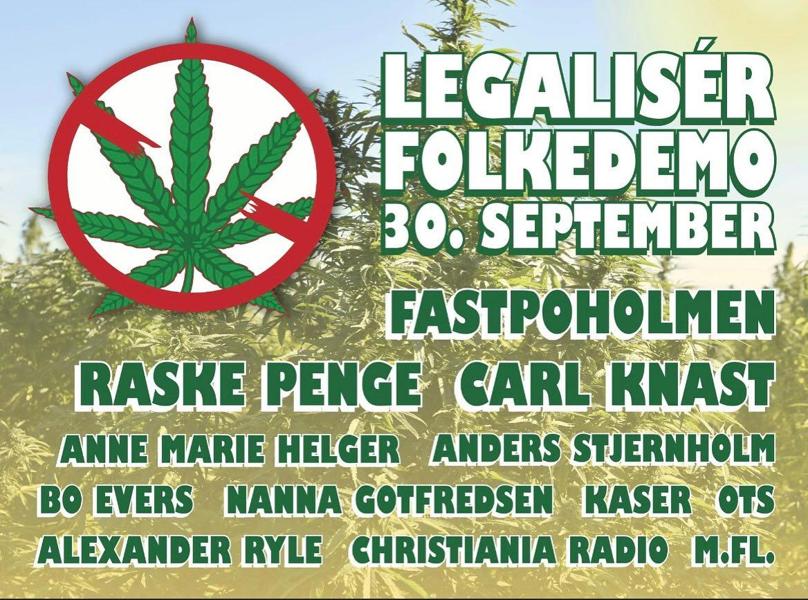 LEGALISÉR
FOLKEDEMO
30. SEPTEMBER
FASTPOHOLMEN
RASKE PENGE CARL KNAST
ANNE MARIE HELGER ANDERS STJERNHOLM
BO EVERS NANNA GOTFREDSEN KASER OTS
ALEXANDER RYLE CHRISTIANIA RADIO M.FL.